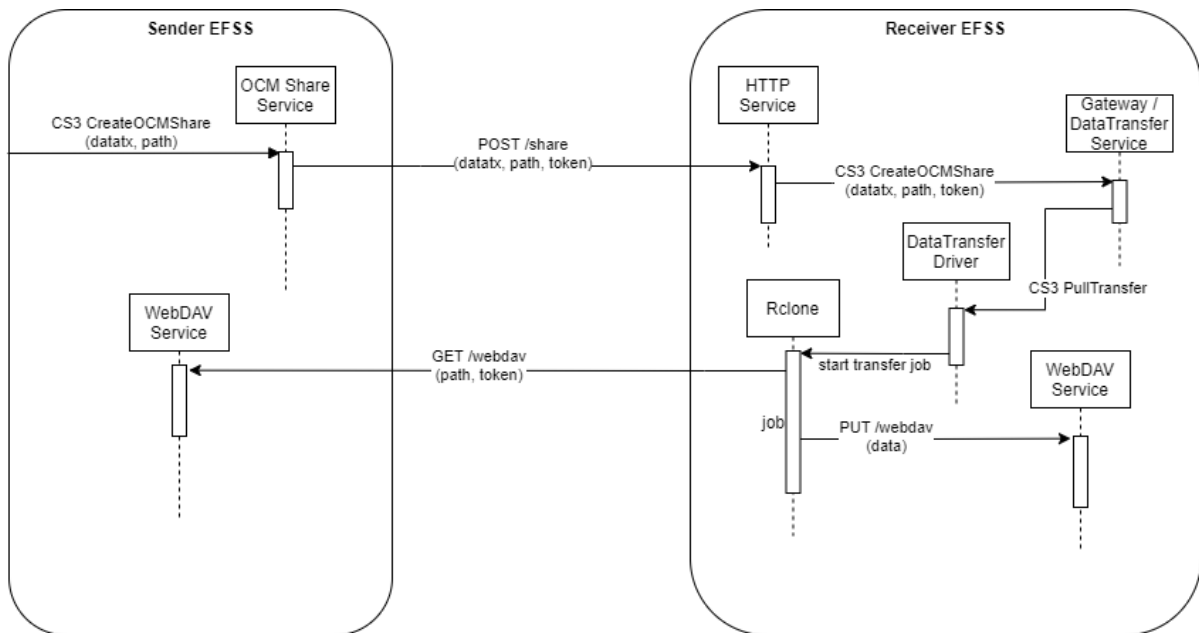 Sender EFSS
Receiver EFSS
OCM Share
Service
HTTP
Service
Gateway /
DataTransfer
Service
CS3 CreateOCMShare
(datatx, path)
POST /share
(datatx, path, token)
CS3 CreateOCMShare
(datatx, path, token)
DataTransfer
Driver
CS3 PullTransfer
WebDAV
Service
Rclone
GET /webdav
(path, token)
start transfer job
WebDAV
Service
job
PUT /webdav
(data)